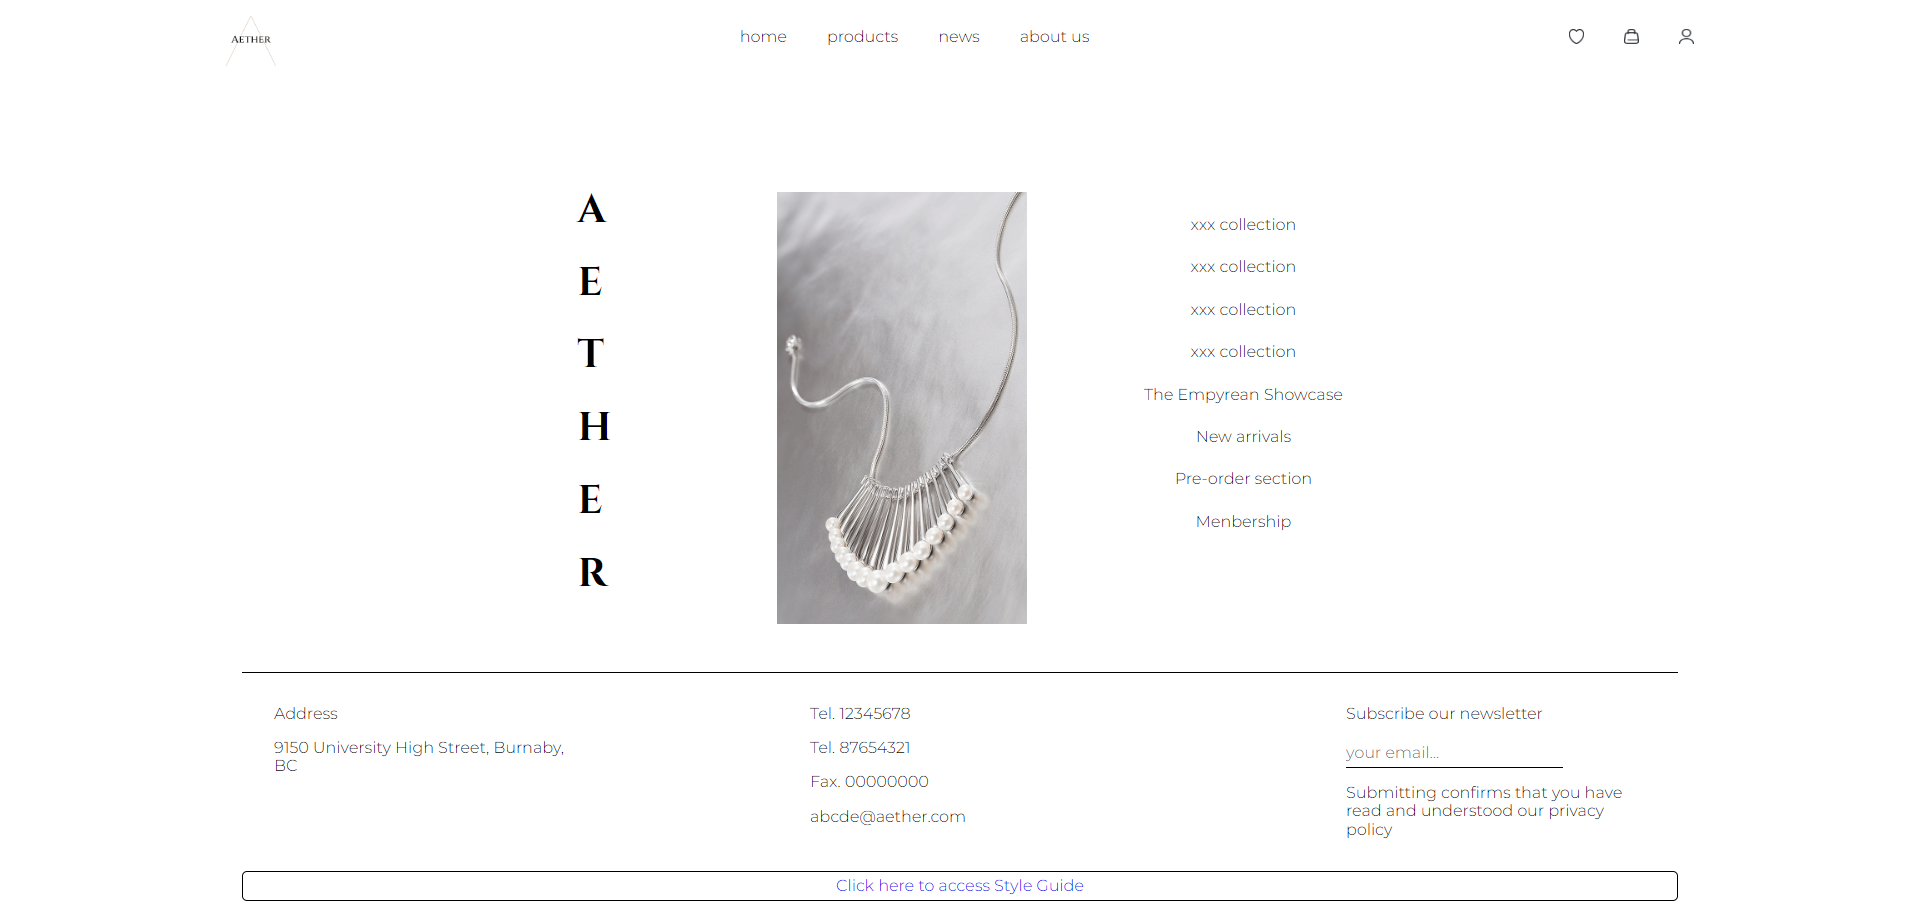 AETHER
home products news about us
A
E
T
H
E
R
xxx collection
xxx collection
xxx collection
xxx collection
The Empyrean Showcase
New arrivals
Pre-order section
Menbership
Address
9150 University High Street, Burnaby,
BC
Tel. 12345678
Tel. 87654321
Fax. 00000000
abcde@aether.com
Subscribe our newsletter
your email...
Submitting confirms that you have
read and understood our privacy
policy
Click here to access Style Guide